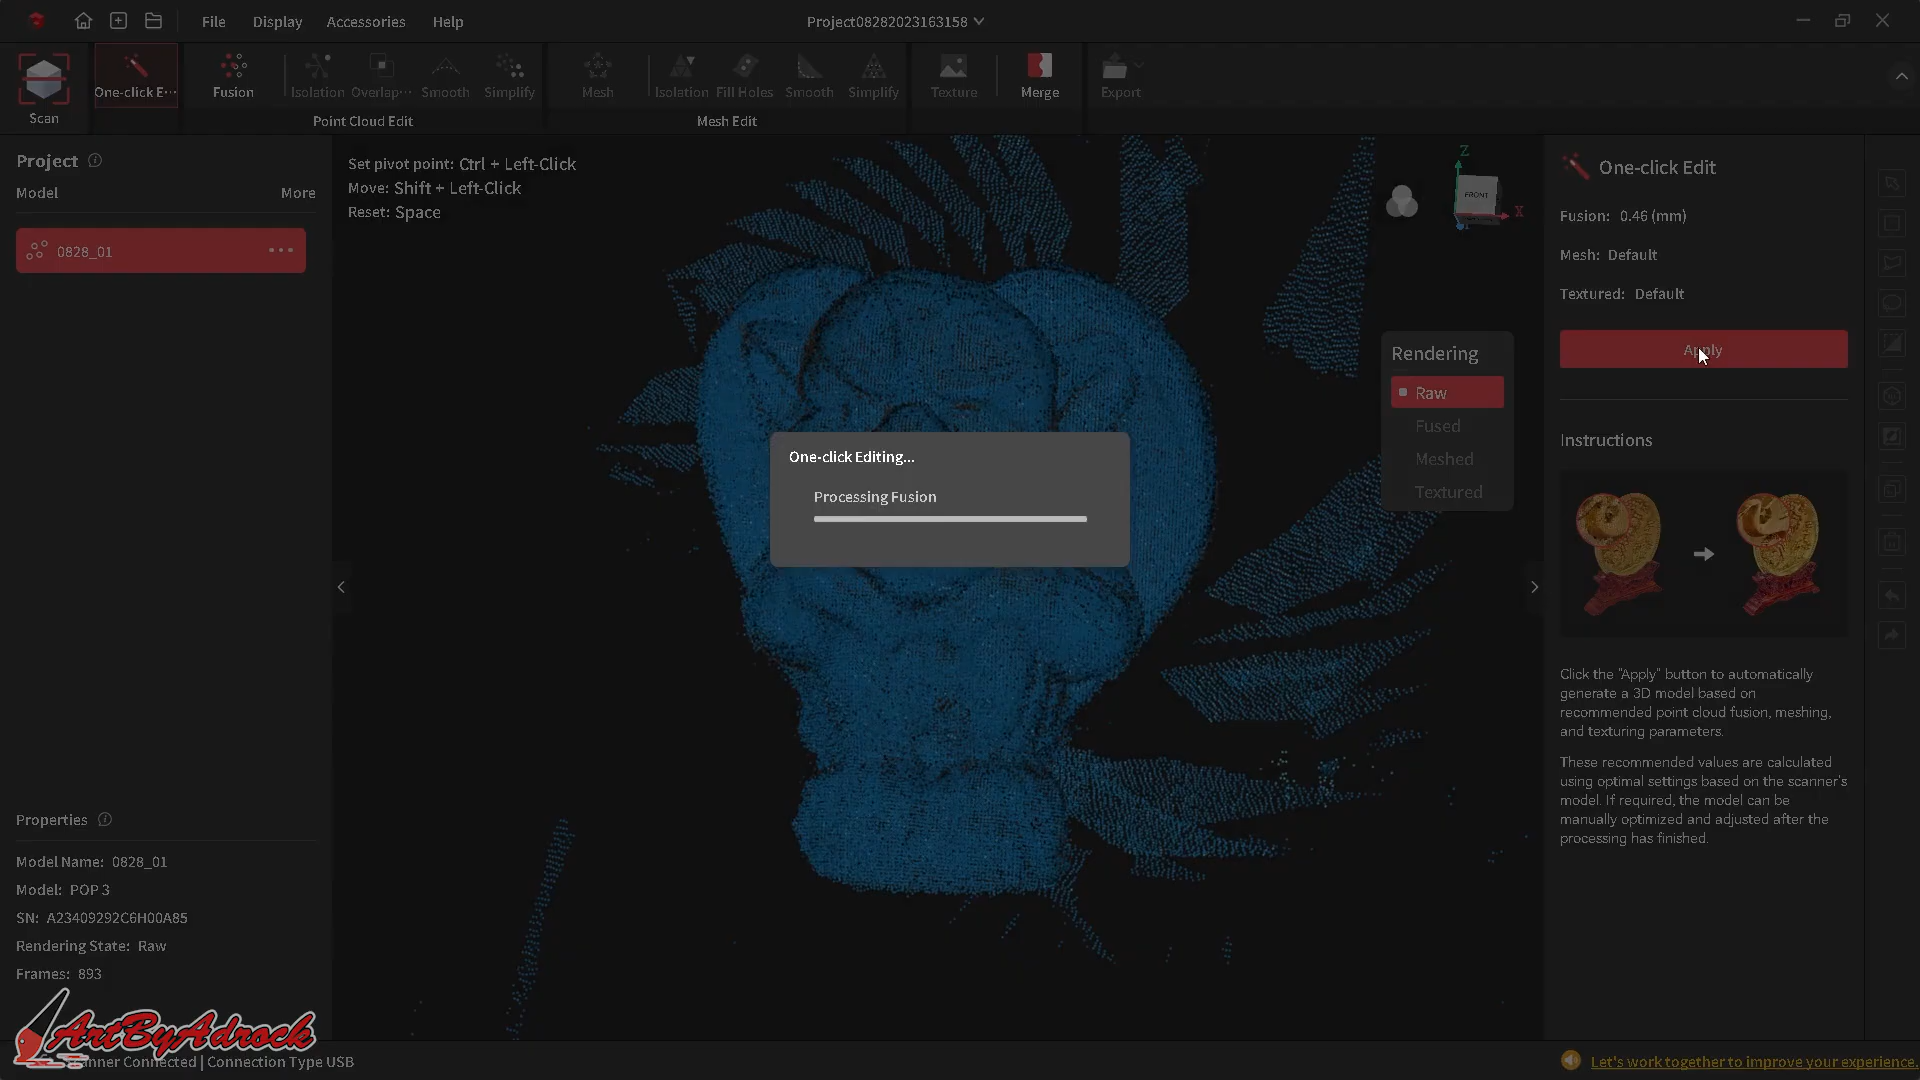 File Display Accessories Help
Project08282023163158
Scan
One-click E···
Fusion
Isolation
Overlap···
Smooth
Simplify
Point Cloud Edit
Mesh
Isolation
Fill Holes
Smooth
Simplify
Mesh Edit
Texture
Merge
Export
Project
Model More
0828_01
Set pivot point: Ctrl + Left-Click
Move: Shift + Left-Click
Reset: Space
Z
FRONT
X
Rendering
Raw
Fused
Meshed
Textured
One-click Editing...
Processing Fusion
One-click Edit
Fusion: 0.46 (mm)
Mesh: Default
Textured: Default
Apply
Instructions
Click the "Apply" button to automatically
generate a 3D model based on
recommended point cloud fusion, meshing,
and texturing parameters.
These recommended values are calculated
using optimal settings based on the scanner's
model. If required, the model can be
manually optimized and adjusted after the
processing has finished.
Properties
Model Name: 0828_01
Model: POP 3
SN: A23409292C6H00A85
Rendering State: Raw
Frames: 893
ArtByAdrock
Connected | Connection Type USB
Let's work together to improve your experience.